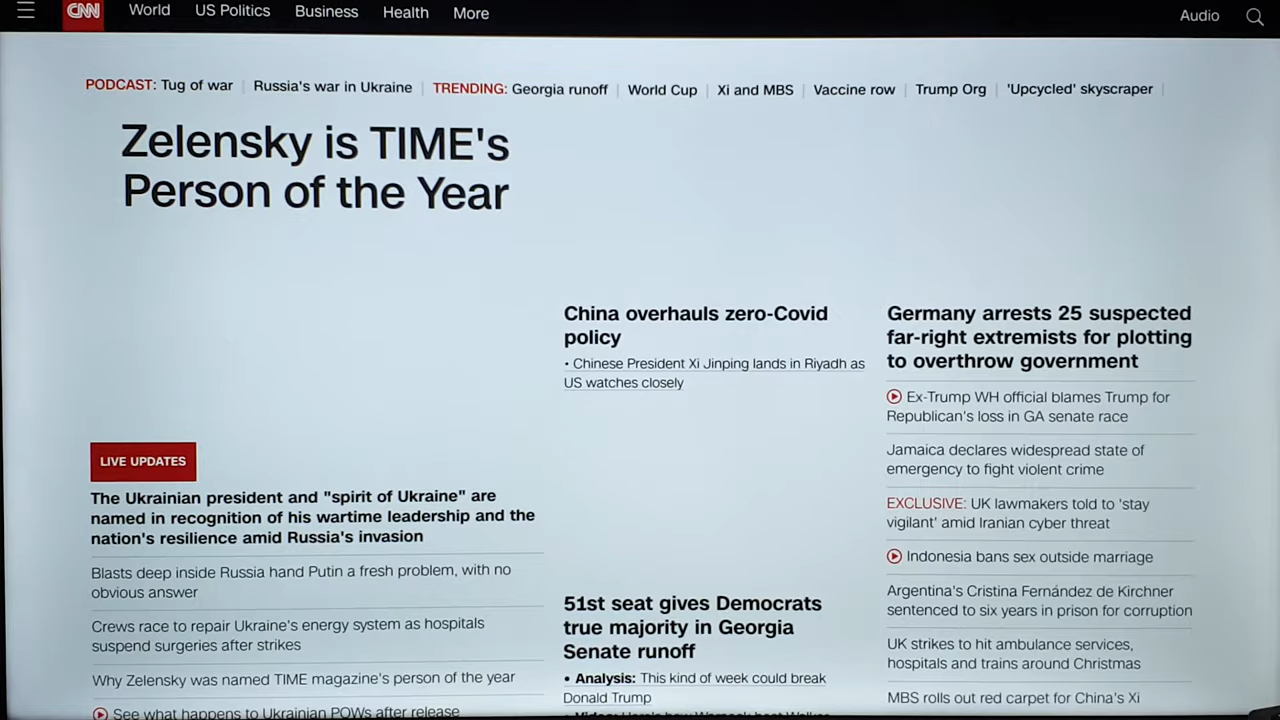 CNN World US Politics Business Health More Audio
PODCAST: Tug of war | Russia's war in Ukraine | TRENDING: Georgia runoff | World Cup | Xi and MBS | Vaccine row | Trump Org | 'Upcycled' skyscraper |
Zelensky is TIME's
Person of the Year
LIVE UPDATES
The Ukrainian president and "spirit of Ukraine" are
named in recognition of his wartime leadership and the
nation's resilience amid Russia's invasion
Blasts deep inside Russia hand Putin a fresh problem, with no
obvious answer
Crews race to repair Ukraine's energy system as hospitals
suspend surgeries after strikes
Why Zelensky was named TIME magazine's person of the year
See what happens to Ukrainian POWs after release
China overhauls zero-Covid
policy
• Chinese President Xi Jinping lands in Riyadh as
US watches closely
51st seat gives Democrats
true majority in Georgia
Senate runoff
• Analysis: This kind of week could break
Donald Trump
• Video: Here's how Warnock beat Walker
Germany arrests 25 suspected
far-right extremists for plotting
to overthrow government
Ex-Trump WH official blames Trump for
Republican's loss in GA senate race
Jamaica declares widespread state of
emergency to fight violent crime
EXCLUSIVE: UK lawmakers told to 'stay
vigilant' amid Iranian cyber threat
Indonesia bans sex outside marriage
Argentina's Cristina Fernández de Kirchner
sentenced to six years in prison for corruption
UK strikes to hit ambulance services,
hospitals and trains around Christmas
MBS rolls out red carpet for China's Xi